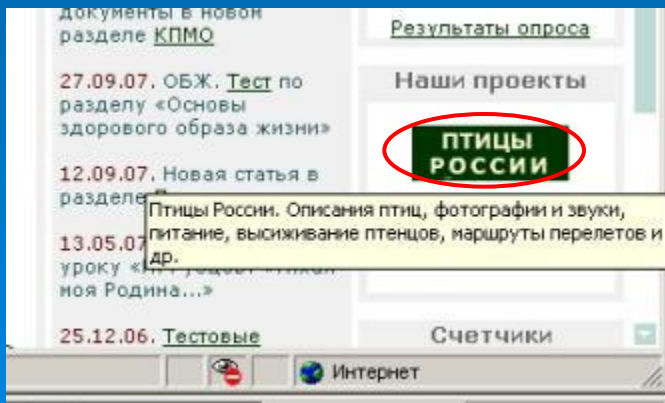 документы в новом
разделе КПМО
27.09.07. ОБЖ. Тест по
разделу «Основы
здорового образа жизни»
12.09.07. Новая статья в
разделе
13.05.07
уроку
моя Родина...»
25.12.06. Тестовые
Результаты опроса
Наши проекты
ПТИЦЫ
РОССИИ
Птицы России. Описания птиц, фотографии и звуки,
питание, высиживание птенцов, маршруты перелетов и
др.
Счетчики
Интернет